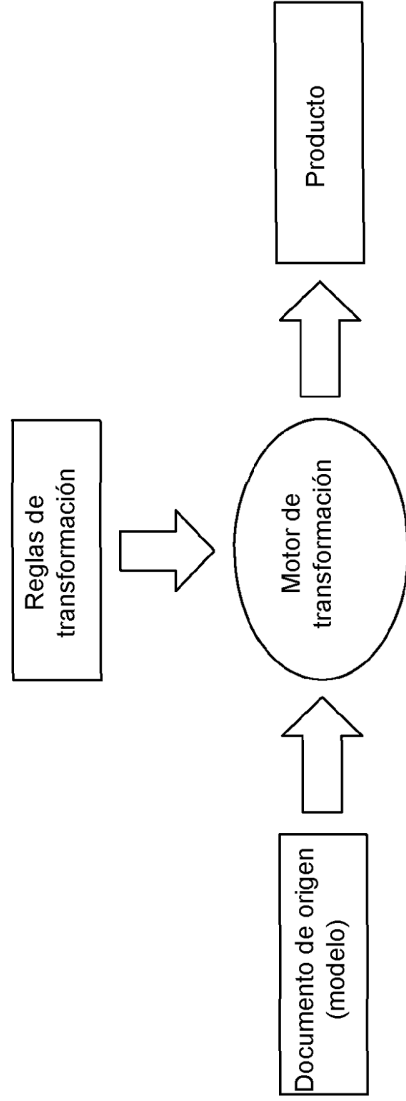 Reglas de
transformación
Documento de origen
(modelo)
Motor de
transformación
Producto